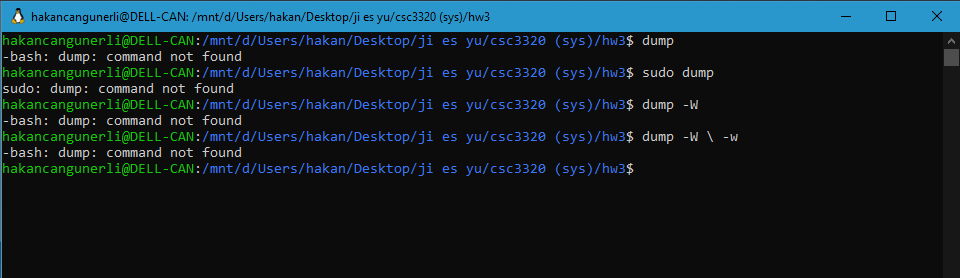 hakancangunerli@DELL-CAN: /mnt/d/Users/hakan/Desktop/ji es yu/csc3320 (sys)/hw3
hakancangunerli@DELL-CAN:/mnt/d/Users/hakan/Desktop/ji es yu/csc3320 (sys)/hw3$ dump
-bash: dump: command not found
hakancangunerli@DELL-CAN:/mnt/d/Users/hakan/Desktop/ji es yu/csc3320 (sys)/hw3$ sudo dump
sudo: dump: command not found
hakancangunerli@DELL-CAN:/mnt/d/Users/hakan/Desktop/ji es yu/csc3320 (sys)/hw3$ dump -W
-bash: dump: command not found
hakancangunerli@DELL-CAN:/mnt/d/Users/hakan/Desktop/ji es yu/csc3320 (sys)/hw3$ dump -W \ -w
-bash: dump: command not found
hakancangunerli@DELL-CAN:/mnt/d/Users/hakan/Desktop/ji es yu/csc3320 (sys)/hw3$